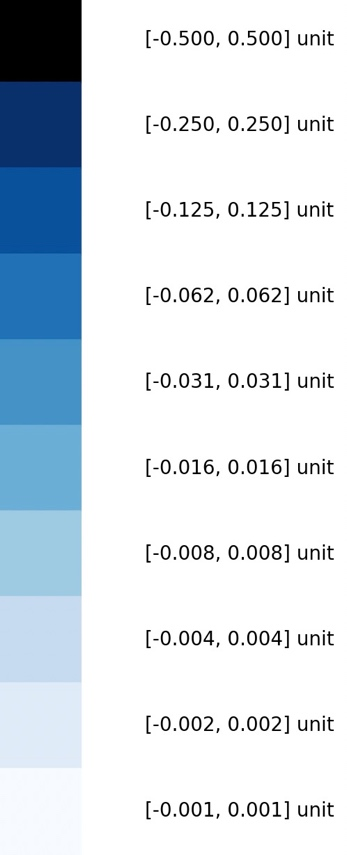 [-0.500, 0.500] unit
[-0.250, 0.250] unit
[-0.125, 0.125] unit
[-0.062, 0.062] unit
[-0.031, 0.031] unit
[-0.016, 0.016] unit
[-0.008, 0.008] unit
[-0.004, 0.004] unit
[-0.002, 0.002] unit
[-0.001, 0.001] unit